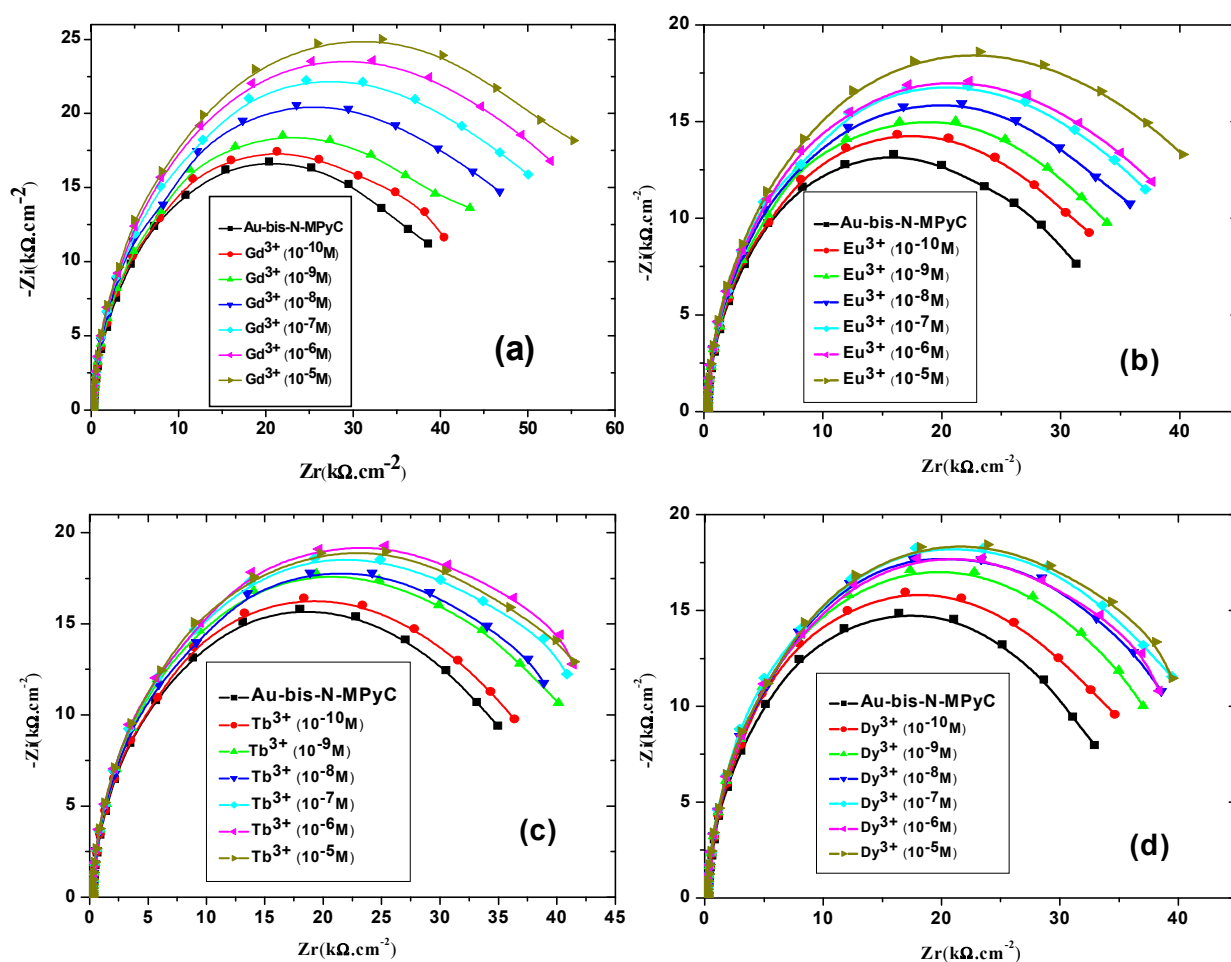 25
20
15
10
5
0
-Zi(kΩ.cm-2)
Au-bis-N-MPyC
Gd3+ (10-10M)
Gd3+ (10-9M)
Gd3+ (10-8M)
Gd3+ (10-7M)
Gd3+ (10-6M)
Gd3+ (10-5M)
(a)
0 10 20 30 40 50 60
Zr(kΩ.cm-2)
20
15
10
5
0
-Zi(kΩ.cm-2)
Au-bis-N-MPyC
Eu3+ (10-10M)
Eu3+ (10-9M)
Eu3+ (10-8M)
Eu3+ (10-7M)
Eu3+ (10-6M)
Eu3+ (10-5M)
(b)
0 10 20 30 40
Zr(kΩ.cm-2)
20
15
10
5
0
-Zi(kΩ.cm-2)
Au-bis-N-MPyC
Tb3+ (10-10M)
Tb3+ (10-9M)
Tb3+ (10-8M)
Tb3+ (10-7M)
Tb3+ (10-6M)
Tb3+ (10-5M)
(c)
0 5 10 15 20 25 30 35 40 45
Zr(kΩ.cm-2)
20
15
10
5
0
-Zi(kΩ.cm-2)
Au-bis-N-MPyC
Dy3+ (10-10M)
Dy3+ (10-9M)
Dy3+ (10-8M)
Dy3+ (10-7M)
Dy3+ (10-6M)
Dy3+ (10-5M)
(d)
0 10 20 30 40
Zr(kΩ.cm-2)